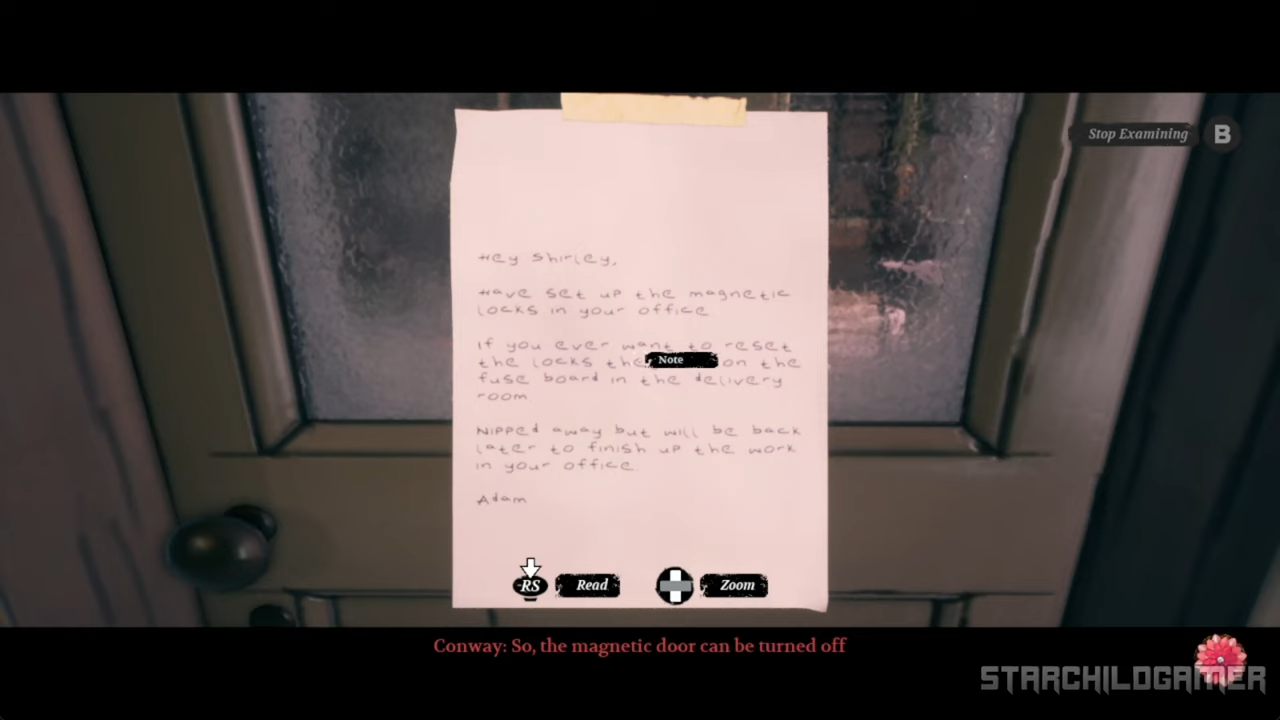 Stop Examining B
Hey Shirley,
Have set up the magnetic
locks in your office
If you ever want to reset
the locks the on the
Note
fuse board in the delivery
room.
Nipped away but will be back
later to finish up the work
in your office.
Adam
RS Read Zoom
Conway: So, the magnetic door can be turned off
STARCHILDGAMER